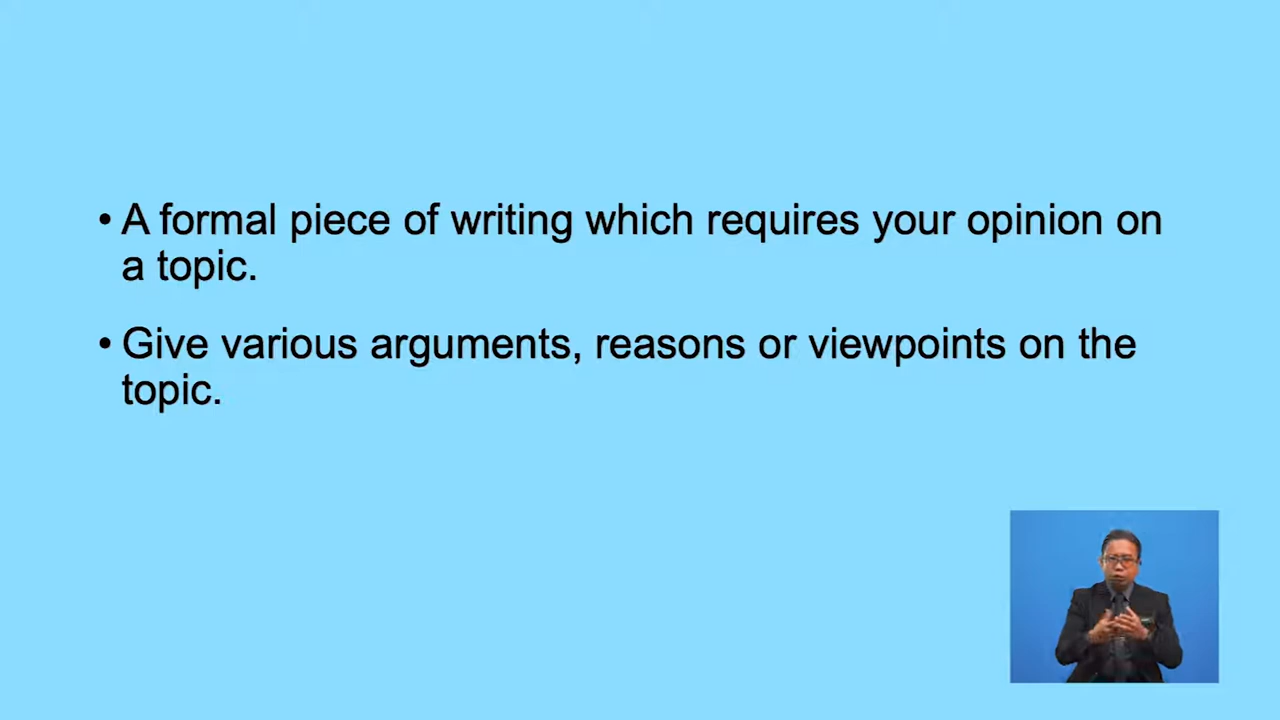 • A formal piece of writing which requires your opinion on
a topic.
• Give various arguments, reasons or viewpoints on the
topic.